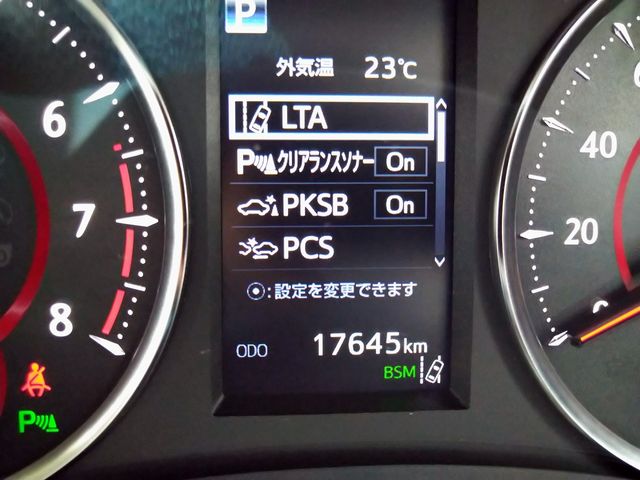 P
外気温 23℃
LTA
P クリアランスソナー On
PKSB On
PCS
:設定を変更できます
ODO 17645km
BSM
6
7
8
P
40
20
0